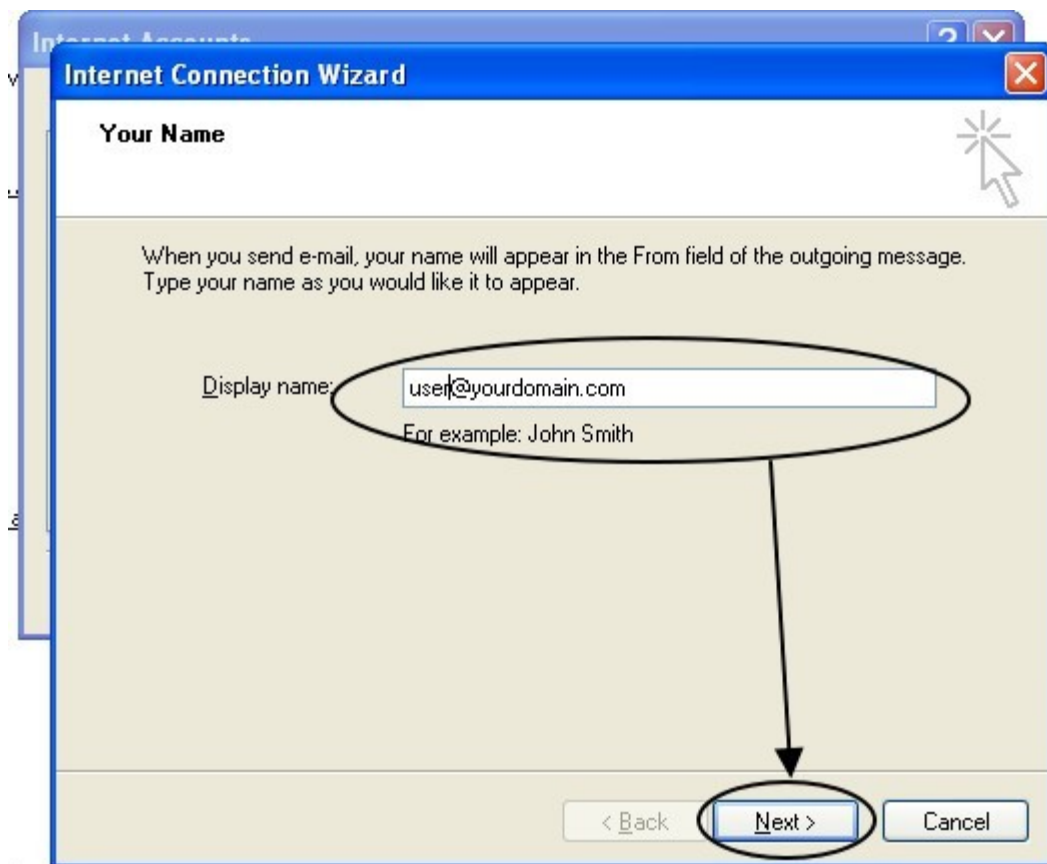 Internet Accounts
Internet Connection Wizard
Your Name
When you send e-mail, your name will appear in the From field of the outgoing message.
Type your name as you would like it to appear.
Display name:
user@yourdomain.com
For example: John Smith
< Back
Next >
Cancel